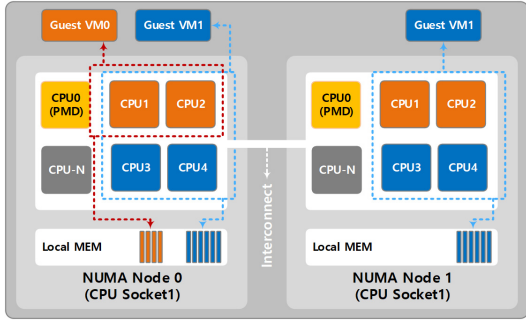 Guest VM0
Guest VM1
Guest VM1
CPU0
(PMD)
CPU1
CPU2
CPU-N
CPU3
CPU4
Local MEM
NUMA Node 0
(CPU Socket1)
Interconnect
CPU0
(PMD)
CPU1
CPU2
CPU-N
CPU3
CPU4
Local MEM
NUMA Node 1
(CPU Socket1)